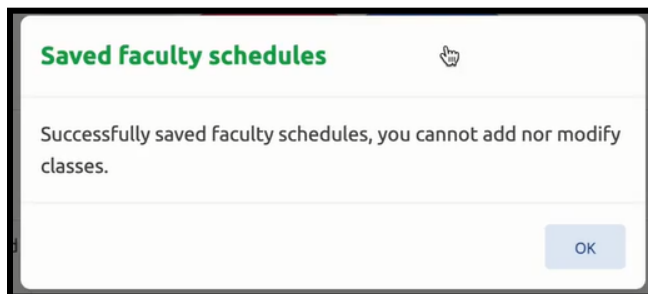 Saved faculty schedules
Successfully saved faculty schedules, you cannot add nor modify
classes.
OK